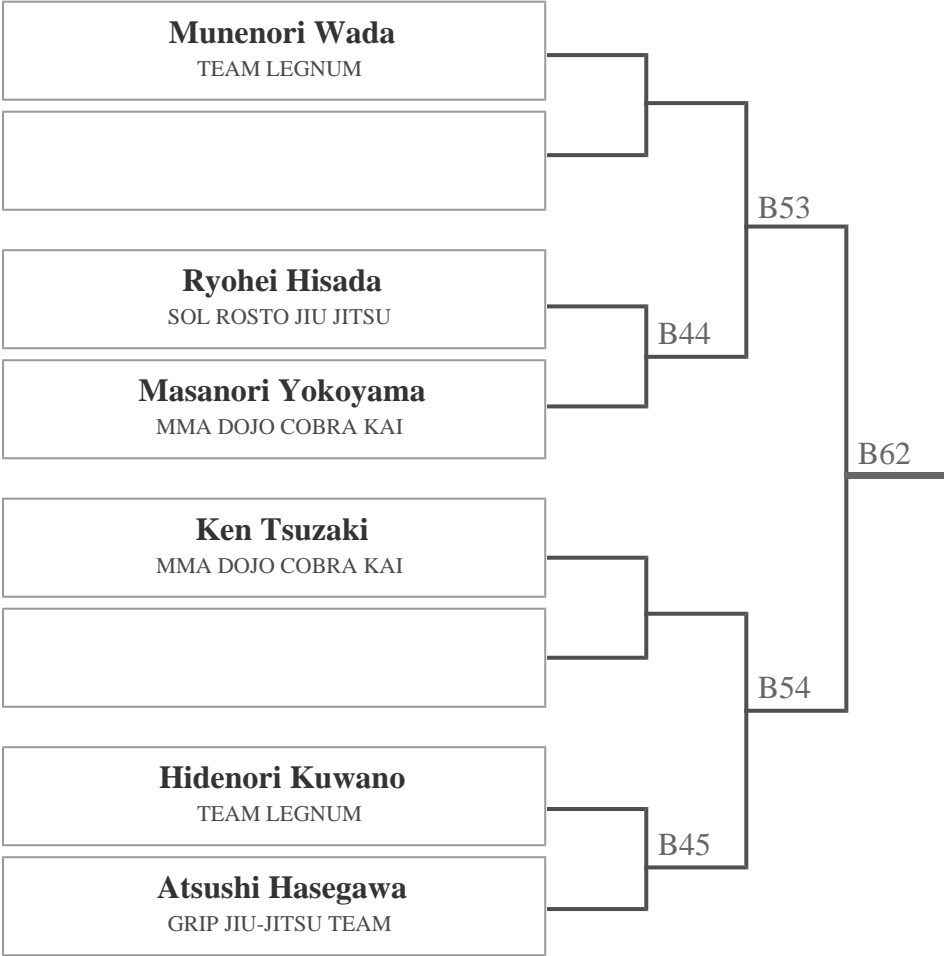 Munenori Wada
TEAM LEGNUM
B53
Ryohei Hisada
SOL ROSTO JIU JITSU
B44
Masanori Yokoyama
MMA DOJO COBRA KAI
B62
Ken Tsuzaki
MMA DOJO COBRA KAI
B54
Hidenori Kuwano
TEAM LEGNUM
B45
Atsushi Hasegawa
GRIP JIU-JITSU TEAM